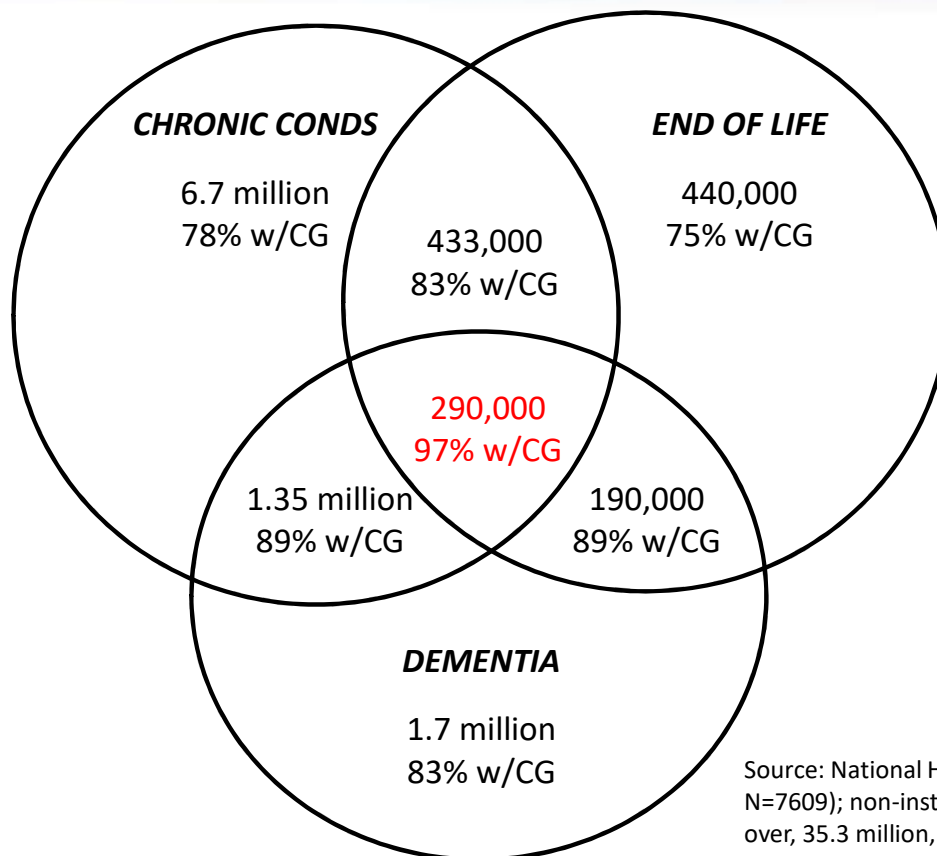 CHRONIC CONDS
6.7 million
78% w/CG
END OF LIFE
440,000
75% w/CG
433,000
83% w/CG
290,000
97% w/CG
1.35 million
89% w/CG
190,000
89% w/CG
DEMENTIA
1.7 million
83% w/CG
Source: National H
N=7609); non-inst
over, 35.3 million,